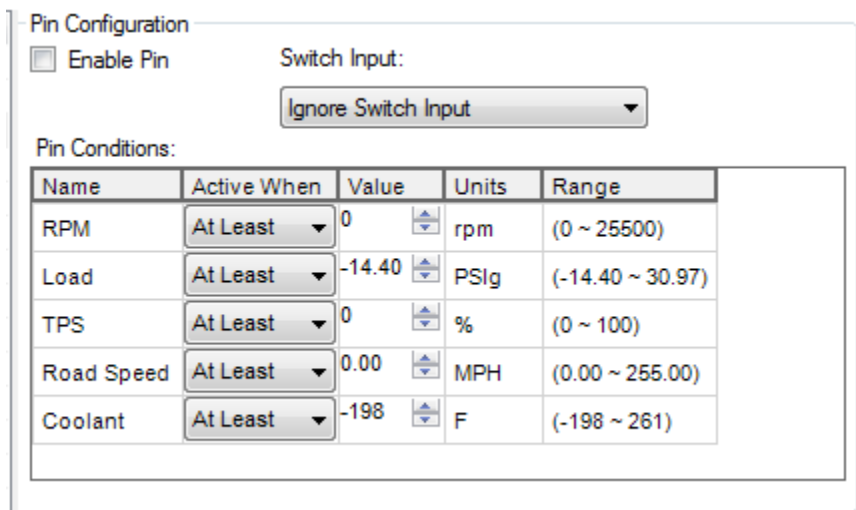 Pin Configuration
Enable Pin Switch Input:
Ignore Switch Input
Pin Conditions:
Name Active When Value Units Range
RPM At Least 0 rpm (0 ~ 25500)
Load At Least -14.40 PSIg (-14.40 ~ 30.97)
TPS At Least 0 % (0 ~ 100)
Road Speed At Least 0.00 MPH (0.00 ~ 255.00)
Coolant At Least -198 F (-198 ~ 261)